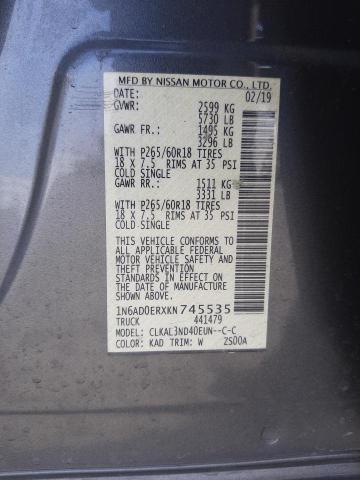 MFD BY NISSAN MOTOR CO., LTD.
DATE: 02/19
GVWR: 2599 KG
5730 LB
GAWR FR.: 1495 KG
3296 LB
WITH P265/60R18 TIRES
18 X 7.5 RIMS AT 35 PSI
COLD SINGLE
GAWR RR.: 1511 KG
3331 LB
WITH P265/60R18 TIRES
18 X 7.5 RIMS AT 35 PSI
COLD SINGLE
THIS VEHICLE CONFORMS TO
ALL APPLICABLE FEDERAL
MOTOR VEHICLE SAFETY AND
THEFT PREVENTION
STANDARDS IN EFFECT ON
THE DATE OF MANUFACTURE
SHOWN ABOVE.
1N6AD0ERXKN745535
TRUCK 441479
MODEL: CLKAL3ND40EUN--C-C
COLOR: KAD TRIM: W ZS00A